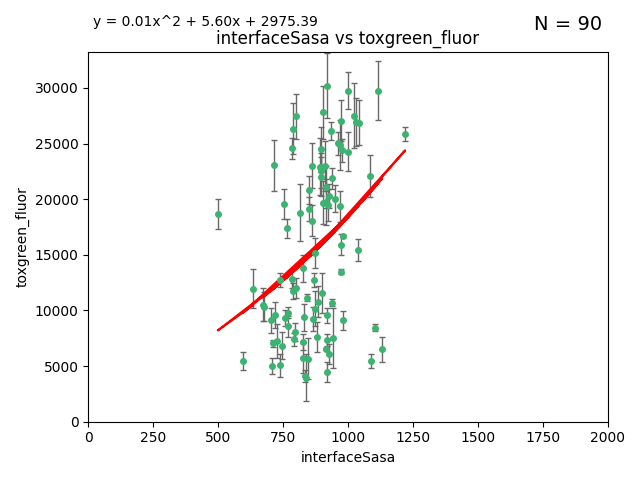 y = 0.01x^2 + 5.60x + 2975.39
N = 90
interfaceSasa vs toxgreen_fluor
toxgreen_fluor
30000
25000
20000
15000
10000
5000
0
0 250 500 750 1000 1250 1500 1750 2000
interfaceSasa